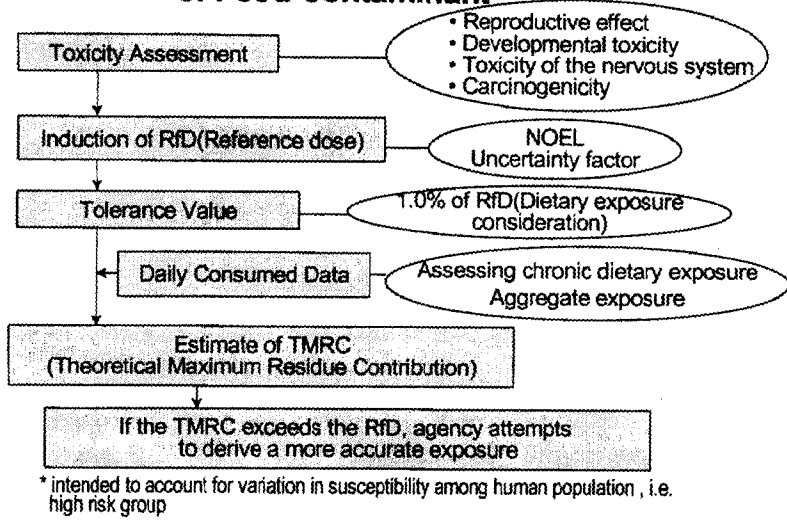 Toxicity Assessment
• Reproductive effect
• Developmental toxicity
• Toxicity of the nervous system
• Carcinogenicity
Induction of RfD(Reference dose)
NOEL
Uncertainty factor
Tolerance Value
1.0% of RfD(Dietary exposure
consideration)
Daily Consumed Data
Assessing chronic dietary exposure
Aggregate exposure
Estimate of TMRC
(Theoretical Maximum Residue Contribution)
If the TMRC exceeds the RfD, agency attempts
to derive a more accurate exposure
* intended to account for variation in susceptibility among human population , i.e.
high risk group